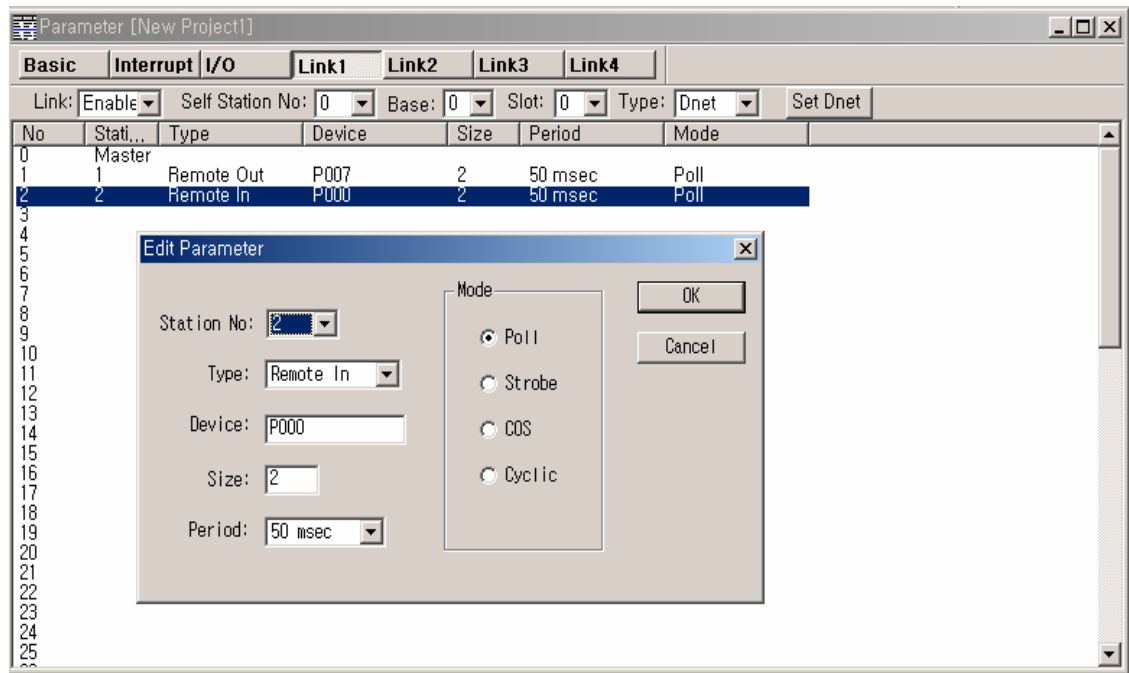 Parameter [New Project1]
Basic Interrupt I/O Link1 Link2 Link3 Link4
Link: Enable Self Station No: 0 Base: 0 Slot: 0 Type: Dnet Set Dnet
No Stati... Type Device Size Period Mode
0 Master
1 1 Remote Out P007 2 50 msec Poll
2 2 Remote In P000 2 50 msec Poll
3
4
5
6
7
8
9
10
11
12
13
14
15
16
17
18
19
20
21
22
23
24
25
Edit Parameter
Station No: 2
Type: Remote In
Device: P000
Size: 2
Period: 50 msec
Mode
Poll
Strobe
COS
Cyclic
OK
Cancel